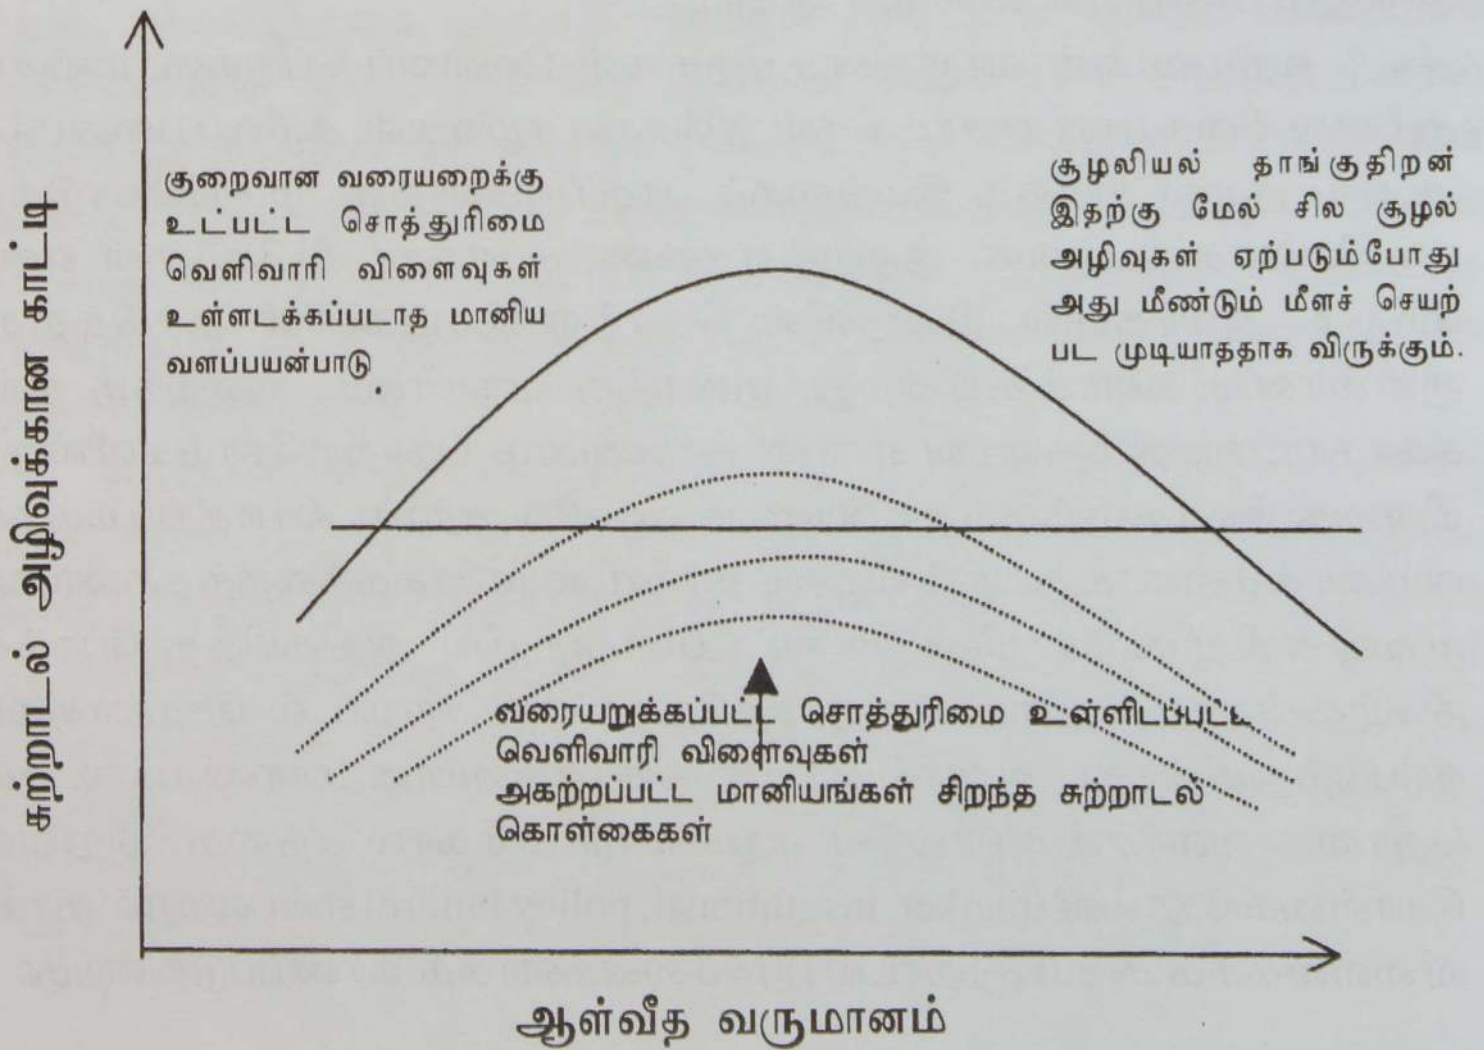 சுற்றாடல் அழிவுக்கான காட்டி
குறைவான வரையறைக்கு
உட்பட்ட சொத்துரிமை
வெளிவாரி விளைவுகள்
உள்ளடக்கப்படாத மானிய
வளப்பயன்பாடு
சூழலியல் தாங்குதிறன்
இதற்கு மேல் சில சூழல்
அழிவுகள் ஏற்படும்போது
அது மீண்டும் மீளச் செயற்
பட முடியாததாக விருக்கும்.
வரையறுக்கப்பட்ட சொத்துரிமை உள்ளிடப்பட்ட
வெளிவாரி விளைவுகள்
அகற்றப்பட்ட மானியங்கள் சிறந்த சுற்றாடல்
கொள்கைகள்
ஆள்வீத வருமானம்